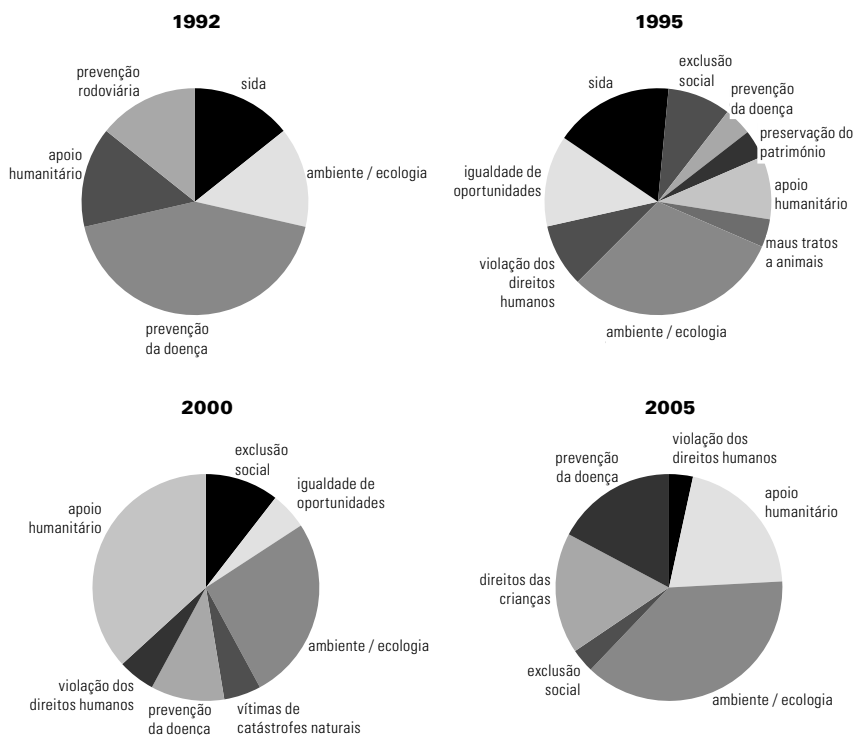 1992
prevenção
rodoviária
sida
apoio
humanitário
ambiente / ecologia
prevenção
da doença
1995
sida
exclusão
social
prevenção
da doença
preservação do
património
igualdade de
oportunidades
apoio
humanitário
maus tratos
a animais
violação dos
direitos
humanos
ambiente / ecologia
2000
exclusão
social
igualdade de
oportunidades
apoio
humanitário
ambiente / ecologia
violação dos
direitos humanos
prevenção
da doença
vítimas de
catástrofes naturais
2005
violação dos
direitos humanos
prevenção
da doença
apoio
humanitário
direitos das
crianças
exclusão
social
ambiente / ecologia